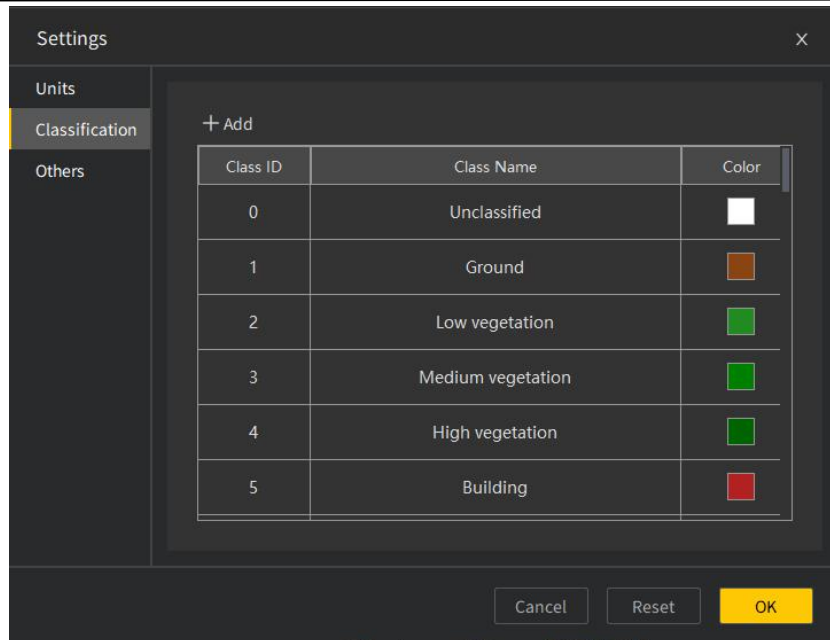 Settings X
Units
Classification
Others
+ Add
Class ID Class Name Color
0 Unclassified
1 Ground
2 Low vegetation
3 Medium vegetation
4 High vegetation
5 Building
Cancel Reset OK